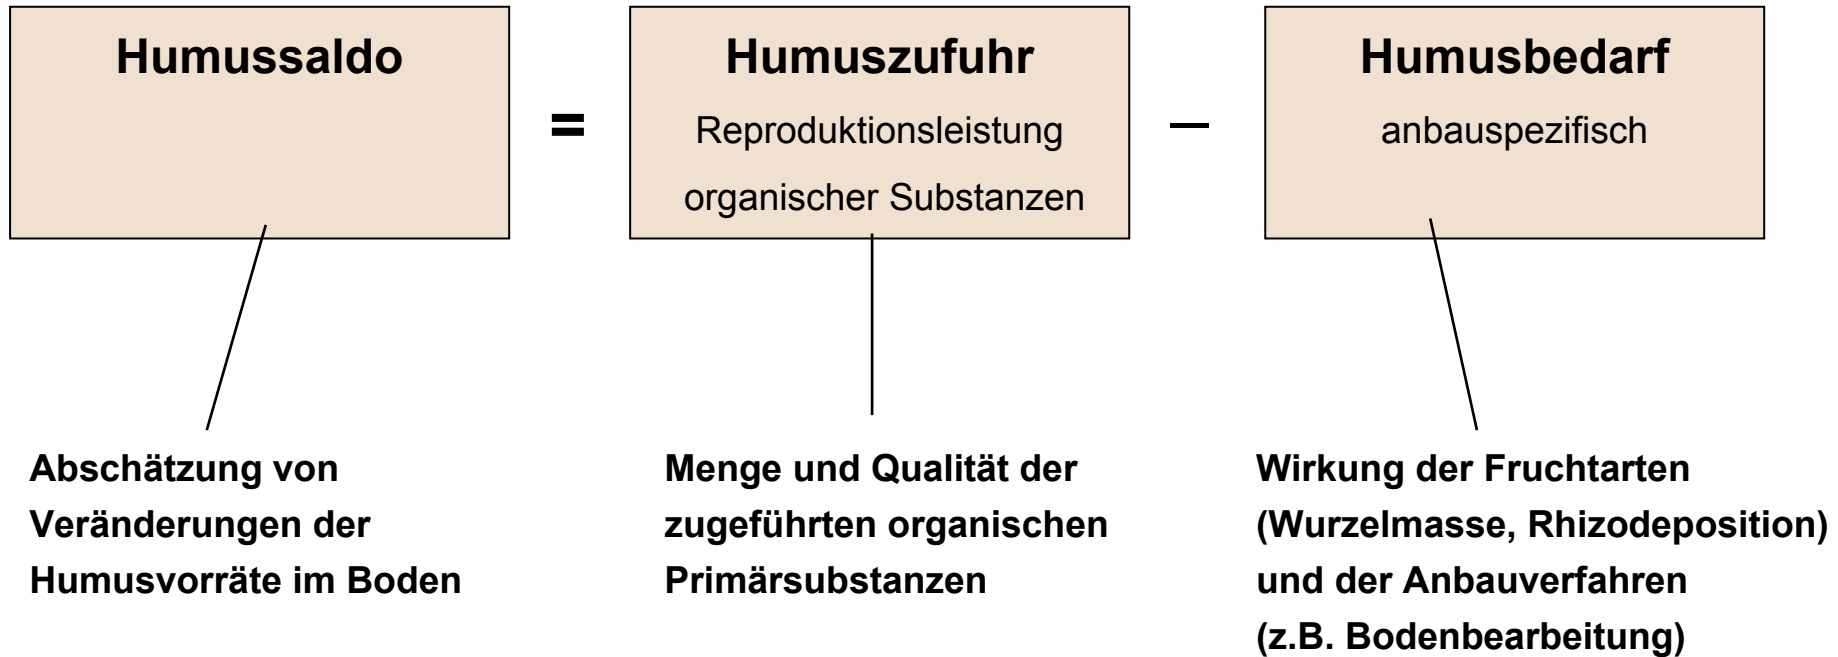 Humussaldo
=
Humuszufuhr
Reproduktionsleistung
organischer Substanzen
—
Humusbedarf
anbauspezifisch
Abschätzung von
Veränderungen der
Humusvorräte im Boden
Menge und Qualität der
zugeführten organischen
Primärsubstanzen
Wirkung der Fruchtarten
(Wurzelmasse, Rhizodeposition)
und der Anbauverfahren
(z.B. Bodenbearbeitung)